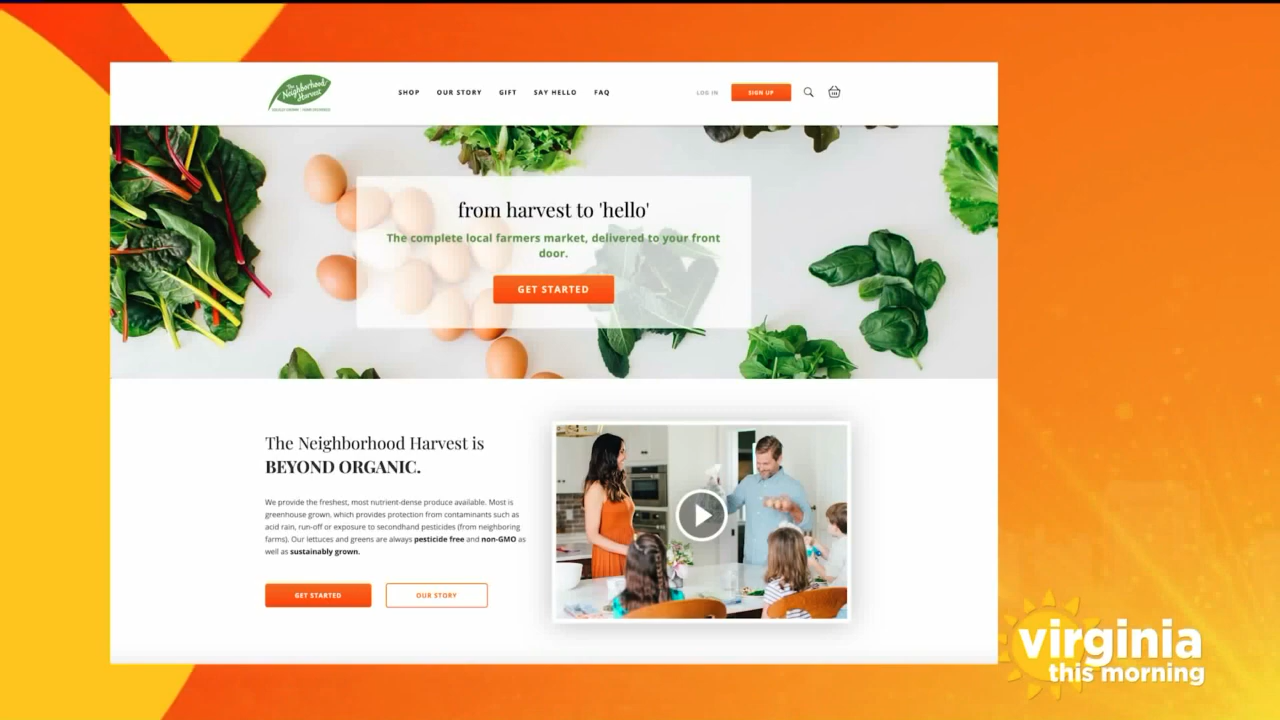 The
Neighborhood
Harvest
SHOP OUR STORY GIFT SAY HELLO FAQ
LOG IN SIGN UP
from harvest to 'hello'
The complete local farmers market, delivered to your front
door.
GET STARTED
The Neighborhood Harvest is
BEYOND ORGANIC.
We provide the freshest, most nutrient-dense produce available. Most is
greenhouse grown, which provides protection from contaminants such as
acid rain, run-off or exposure to secondhand pesticides (from neighboring
farms). Our lettuces and greens are always pesticide free and non-GMO as
well as sustainably grown.
GET STARTED OUR STORY
virginia
this morning